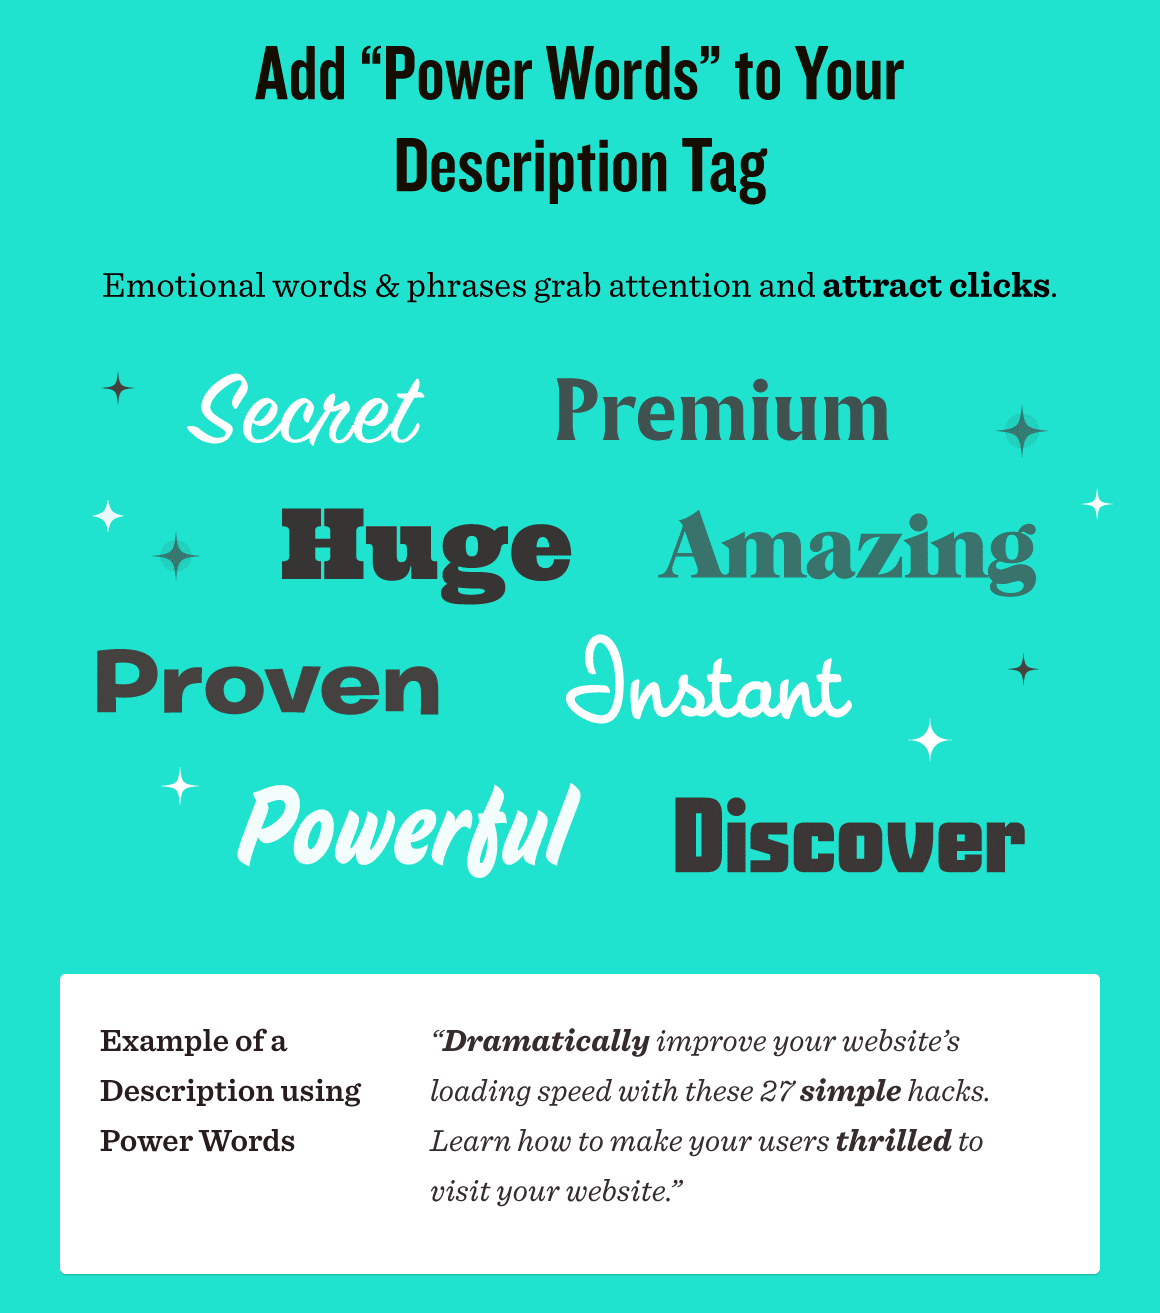 Add “Power Words” to Your
Description Tag
Emotional words & phrases grab attention and attract clicks.
Secret Premium
Huge Amazing
Proven Instant
Powerful Discover
Example of a
Description using
Power Words
“Dramatically improve your website’s
loading speed with these 27 simple hacks.
Learn how to make your users thrilled to
visit your website.”